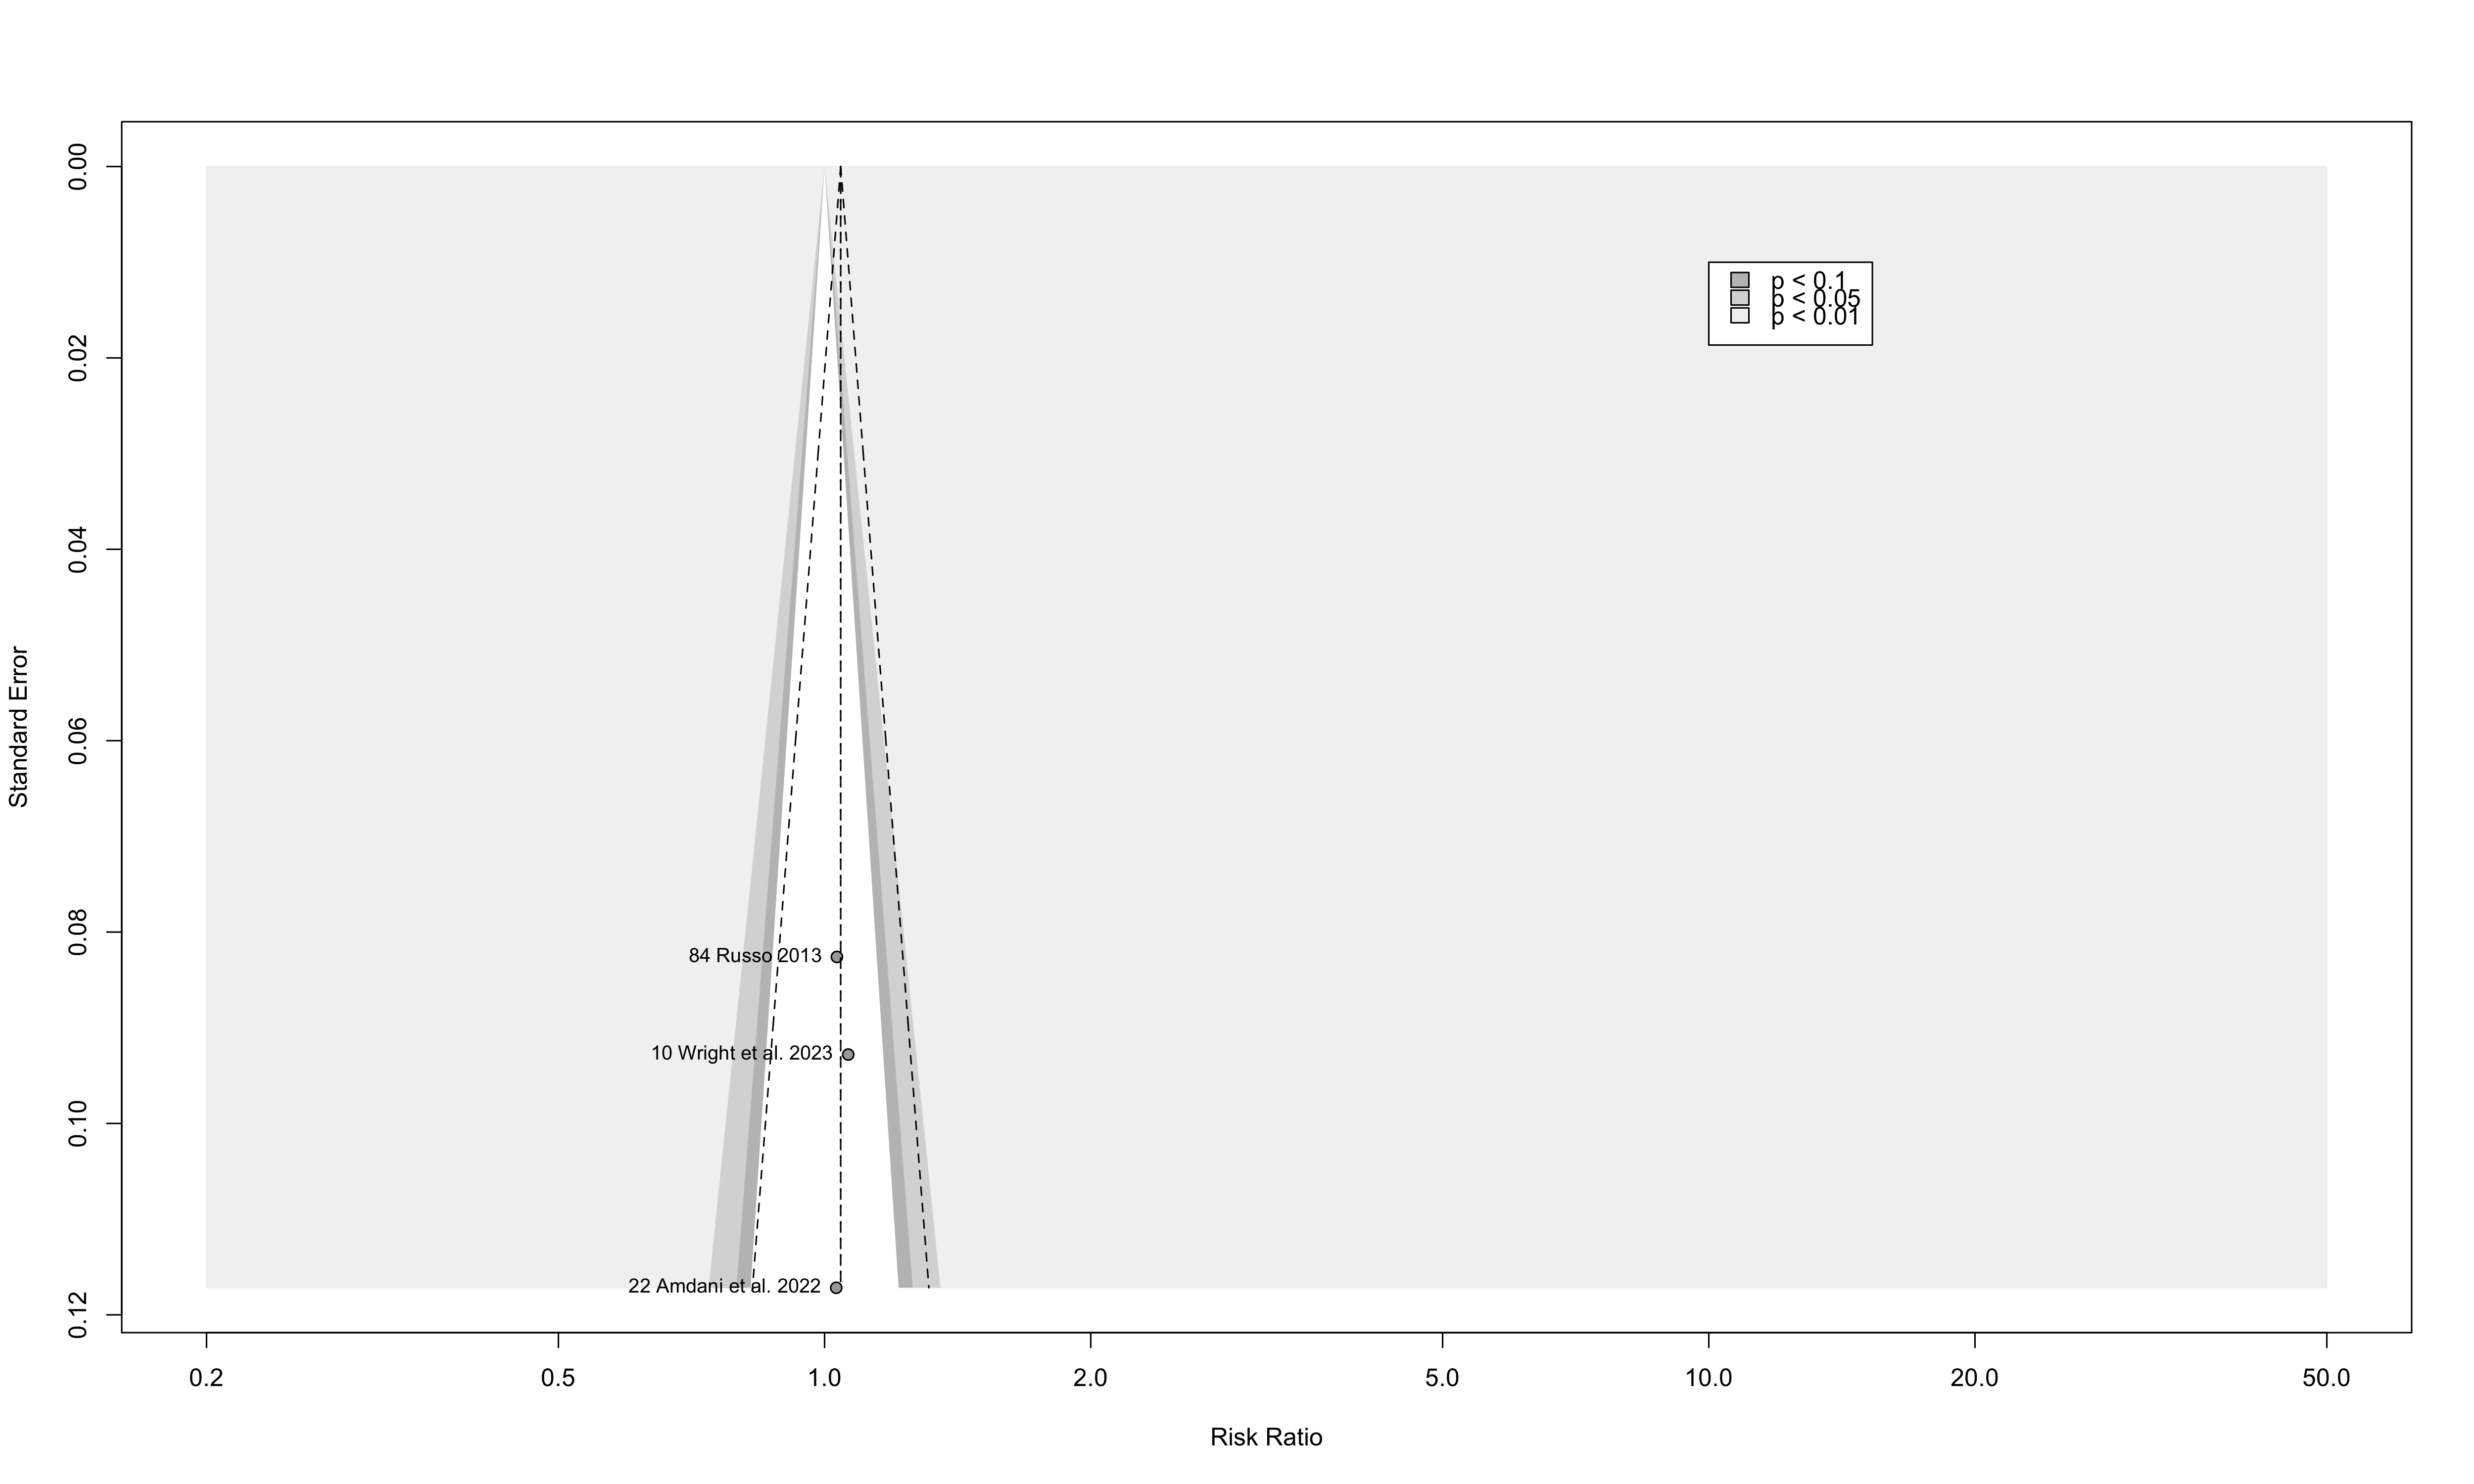 0.00
0.02
0.04
0.06
0.08
0.10
0.12
Standard Error
p < 0.1
p < 0.05
p < 0.01
84 Russo 2013
10 Wright et al. 2023
22 Amdani et al. 2022
0.2 0.5 1.0 2.0 5.0 10.0 20.0 50.0
Risk Ratio